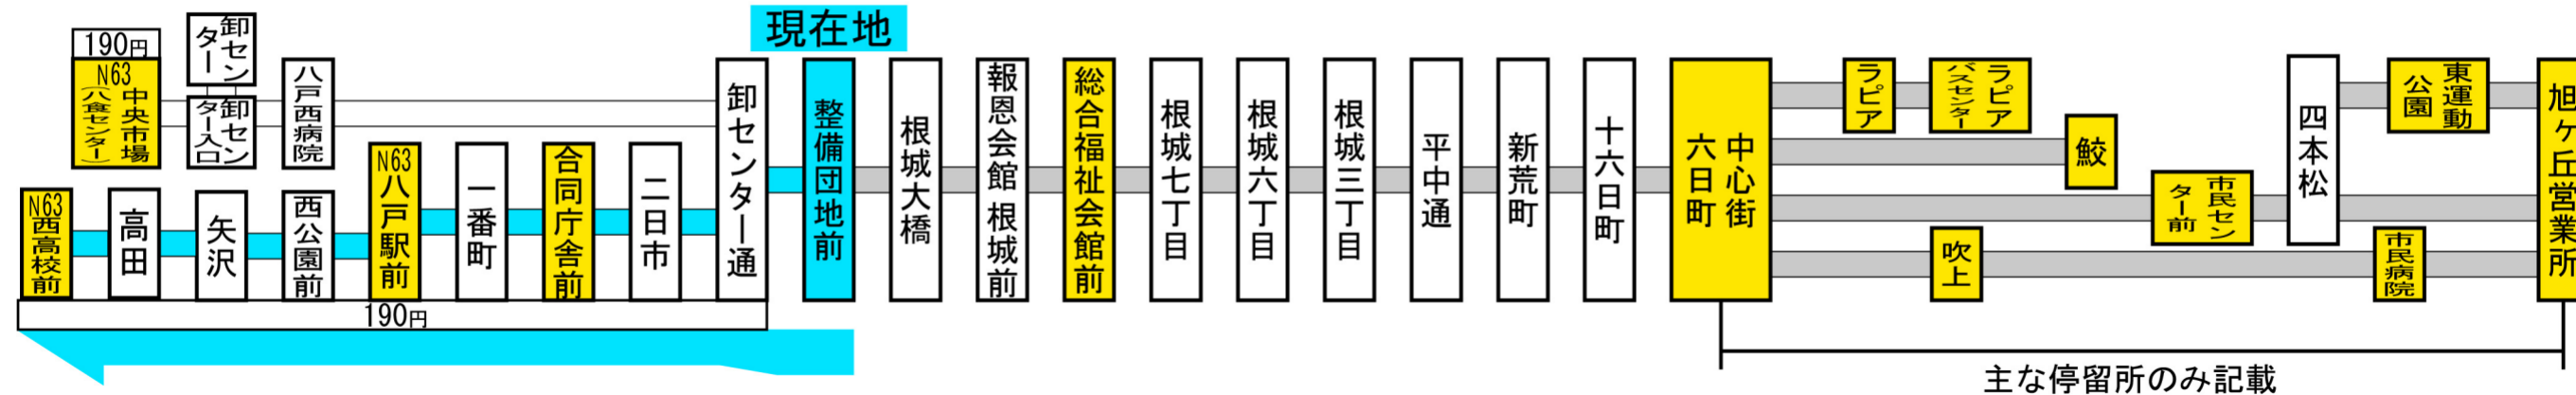 現在地
190円
N63
中央市場
(八食センター)
卸セン
ター
卸セン
ター入口
八戸西病院
N63
西高校前
高田
矢沢
西公園前
N63
八戸駅前
一番町
合同庁舎前
二日市
卸センター通
整備団地前
根城大橋
報恩会館 根城前
総合福祉会館前
根城七丁目
根城六丁目
根城三丁目
平中通
新荒町
十六日町
中心街
六日町
ラピア
ラピア
バスセンター
鮫
市民セン
ター前
吹上
四本松
東運動
公園
市民病院
旭ヶ丘営業所
190円
主な停留所のみ記載